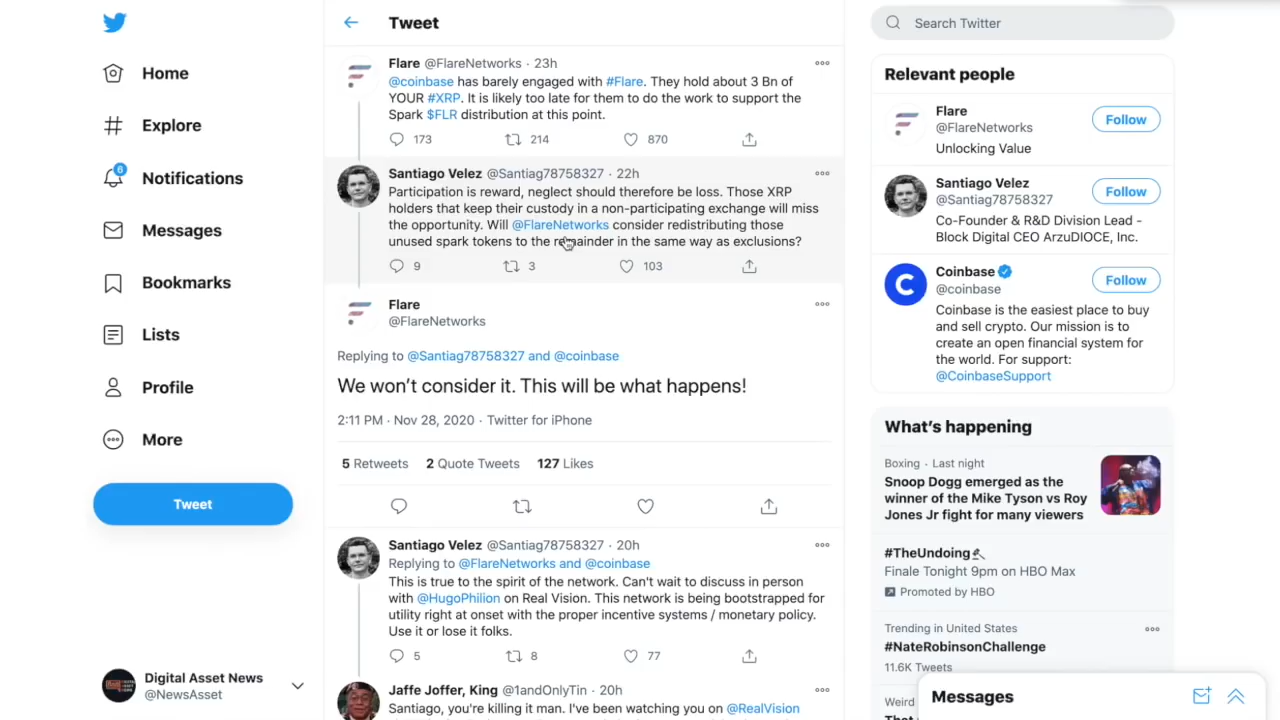 Home
Explore
6
Notifications
Messages
Bookmarks
Lists
Profile
More
Tweet
Digital Asset News
@NewsAsset
Tweet
Flare @FlareNetworks · 23h
@coinbase has barely engaged with #Flare. They hold about 3 Bn of
YOUR #XRP. It is likely too late for them to do the work to support the
Spark $FLR distribution at this point.
173 214 870
Santiago Velez @Santiag78758327 · 22h
Participation is reward, neglect should therefore be loss. Those XRP
holders that keep their custody in a non-participating exchange will miss
the opportunity. Will @FlareNetworks consider redistributing those
unused spark tokens to the remainder in the same way as exclusions?
9 3 103
Flare
@FlareNetworks
Replying to @Santiag78758327 and @coinbase
We won't consider it. This will be what happens!
2:11 PM · Nov 28, 2020 · Twitter for iPhone
5 Retweets 2 Quote Tweets 127 Likes
Santiago Velez @Santiag78758327 · 20h
Replying to @FlareNetworks and @coinbase
This is true to the spirit of the network. Can't wait to discuss in person
with @HugoPhilion on Real Vision. This network is being bootstrapped for
utility right at onset with the proper incentive systems / monetary policy.
Use it or lose it folks.
5 8 77
Jaffe Joffer, King @1andOnlyTin · 20h
Santiago, you're killing it man. I've been watching you on @RealVision
Search Twitter
Relevant people
Flare
@FlareNetworks
Follow
Unlocking Value
Santiago Velez
@Santiag78758327
Follow
Co-Founder & R&D Division Lead -
Block Digital CEO ArzuDIOCE, Inc.
Coinbase
@coinbase
Follow
Coinbase is the easiest place to buy
and sell crypto. Our mission is to
create an open financial system for
the world. For support:
@CoinbaseSupport
What's happening
Boxing · Last night
Snoop Dogg emerged as the
winner of the Mike Tyson vs Roy
Jones Jr fight for many viewers
#TheUndoing
Finale Tonight 9pm on HBO Max
Promoted by HBO
Trending in United States
#NateRobinsonChallenge
11.6K Tweets
Weird
Messages